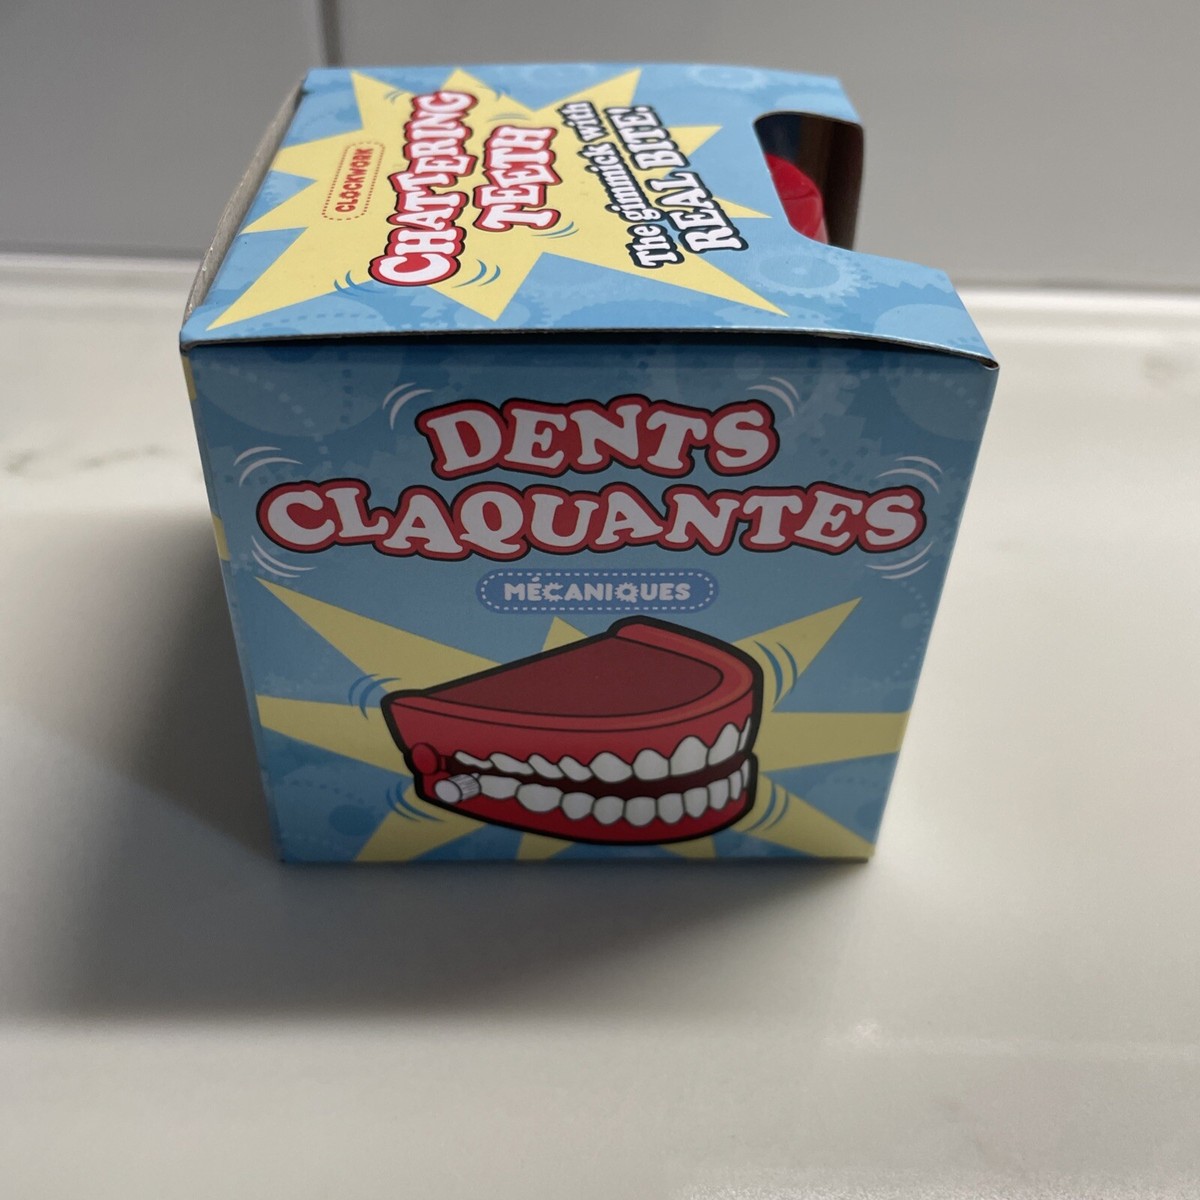 CLOCKWORK
CHATTERING
TEETH
The gimmick with
REAL BITE!
DENTS
CLAQUANTES
MÉCANIQUES